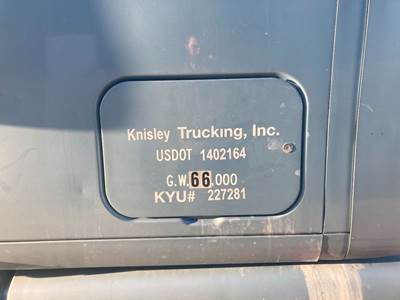 Knisley Trucking, Inc.
USDOT 1402164
G.W. 66,000
KYU# 227281